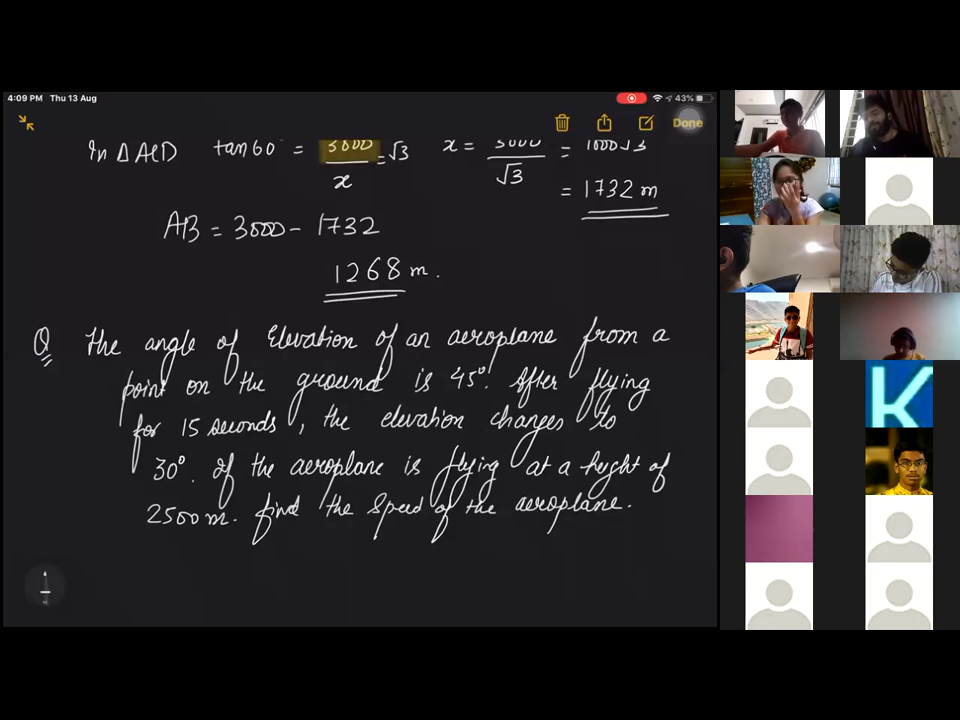 4:09 PM Thu 13 Aug
43%
Done
In Δ ACD tan 60° = 3000/x = √3 x = 3000/√3 = 1000√3
= 1732 m
AB = 3000 - 1732
1268 m.
Q The angle of Elevation of an aeroplane from a
point on the ground is 45°. After flying
for 15 seconds, the elevation changes to
30°. If the aeroplane is flying at a height of
2500 m. find the Speed of the aeroplane.
K